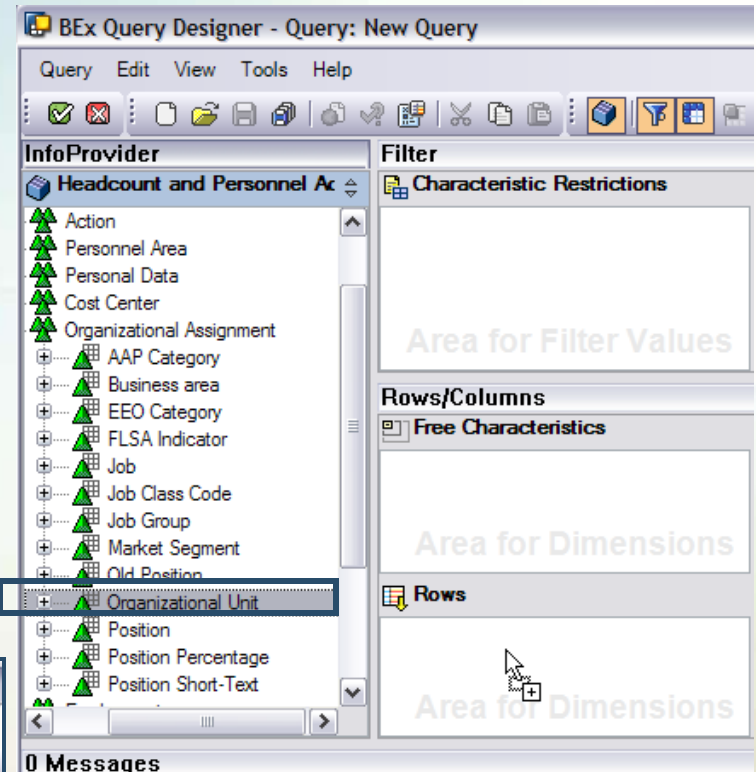 BEx Query Designer - Query: New Query
Query Edit View Tools Help
InfoProvider
Headcount and Personnel Ac
Action
Personnel Area
Personal Data
Cost Center
Organizational Assignment
AAP Category
Business area
EEO Category
FLSA Indicator
Job
Job Class Code
Job Group
Market Segment
Old Position
Organizational Unit
Position
Position Percentage
Position Short-Text
Filter
Characteristic Restrictions
Area for Filter Values
Rows/Columns
Free Characteristics
Area for Dimensions
Rows
Area for Dimensions
0 Messages